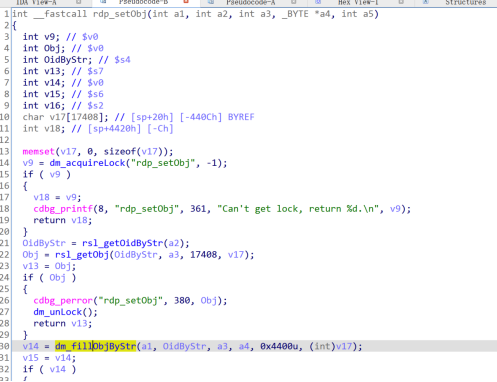 IDA View-A Pseudocode-B Pseudocode-A Hex View-1 Structures
1 int __fastcall rdp_setObj(int a1, int a2, int a3, _BYTE *a4, int a5)
2 {
3 int v9; // $v0
4 int Obj; // $v0
5 int OidByStr; // $s4
6 int v13; // $s7
7 int v14; // $v0
8 int v15; // $s6
9 int v16; // $s2
10 char v17[17408]; // [sp+20h] [-440Ch] BYREF
11 int v18; // [sp+4420h] [-Ch]
12
13 memset(v17, 0, sizeof(v17));
14 v9 = dm_acquireLock("rdp_setObj", -1);
15 if ( v9 )
16 {
17 v18 = v9;
18 cdbg_printf(8, "rdp_setObj", 361, "Can't get lock, return %d.\n", v9);
19 return v18;
20 }
21 OidByStr = rsl_getOidByStr(a2);
22 Obj = rsl_getObj(OidByStr, a3, 17408, v17);
23 v13 = Obj;
24 if ( Obj )
25 {
26 cdbg_perror("rdp_setObj", 380, Obj);
27 dm_unLock();
28 return v13;
29 }
30 v14 = dm_fillObjByStr(a1, OidByStr, a3, a4, 0x4400u, (int)v17);
31 v15 = v14;
32 if ( v14 )
33 {